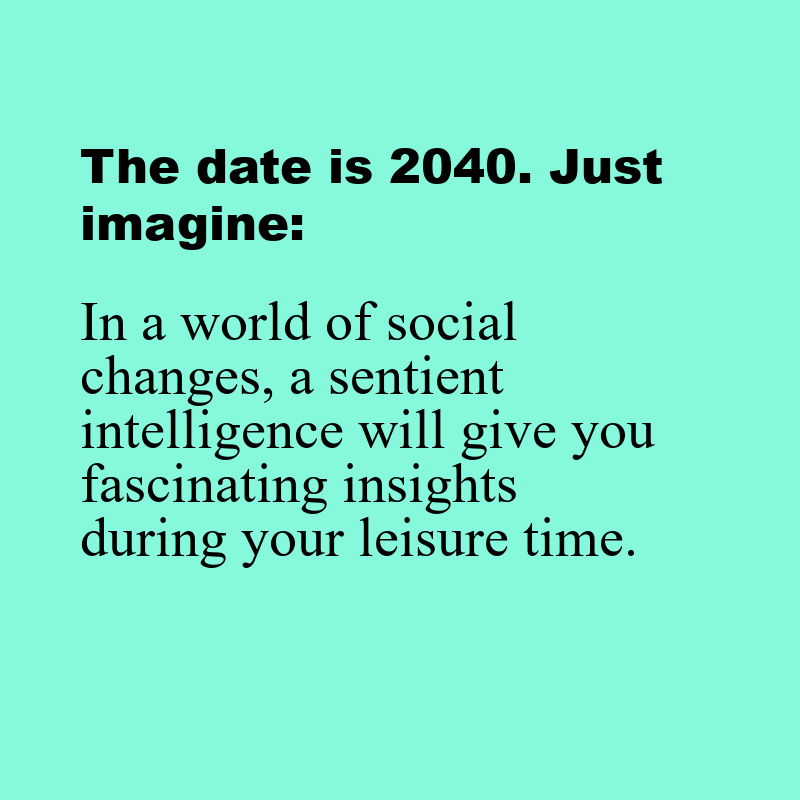 The date is 2040. Just
imagine:
In a world of social
changes, a sentient
intelligence will give you
fascinating insights
during your leisure time.